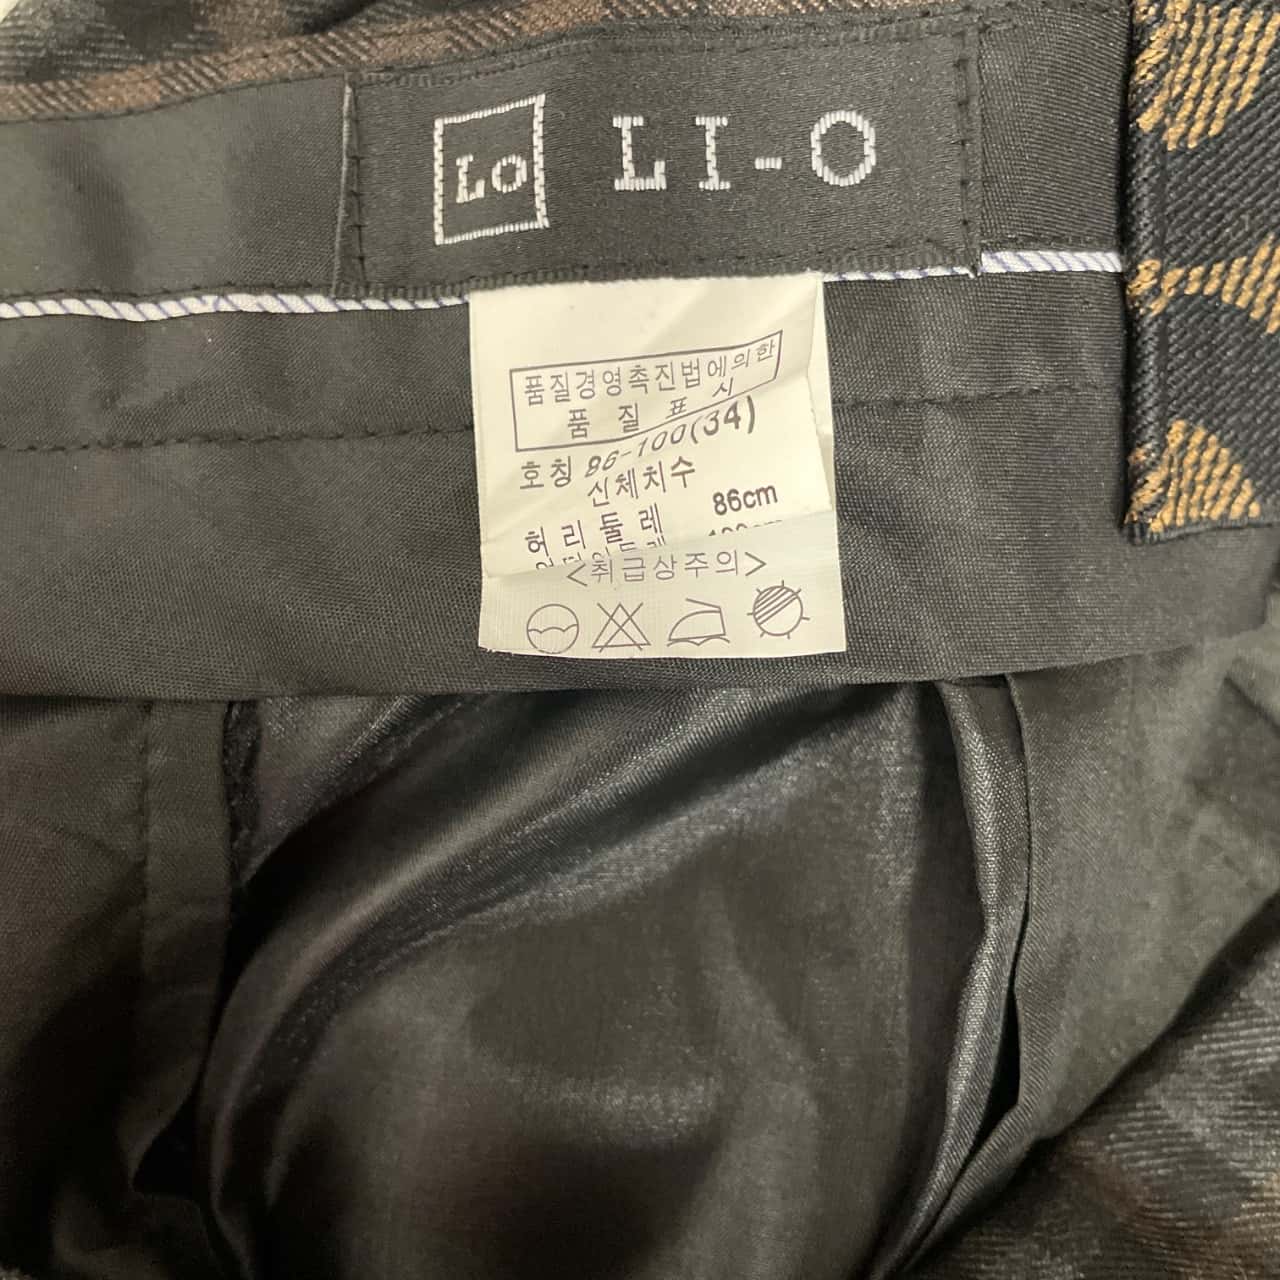 LO
LI-O
품질경영촉진법에의한
품 질 표 시
호칭 86-100(34)
신체치수
허 리 둘 레 86cm
<취급상주의>